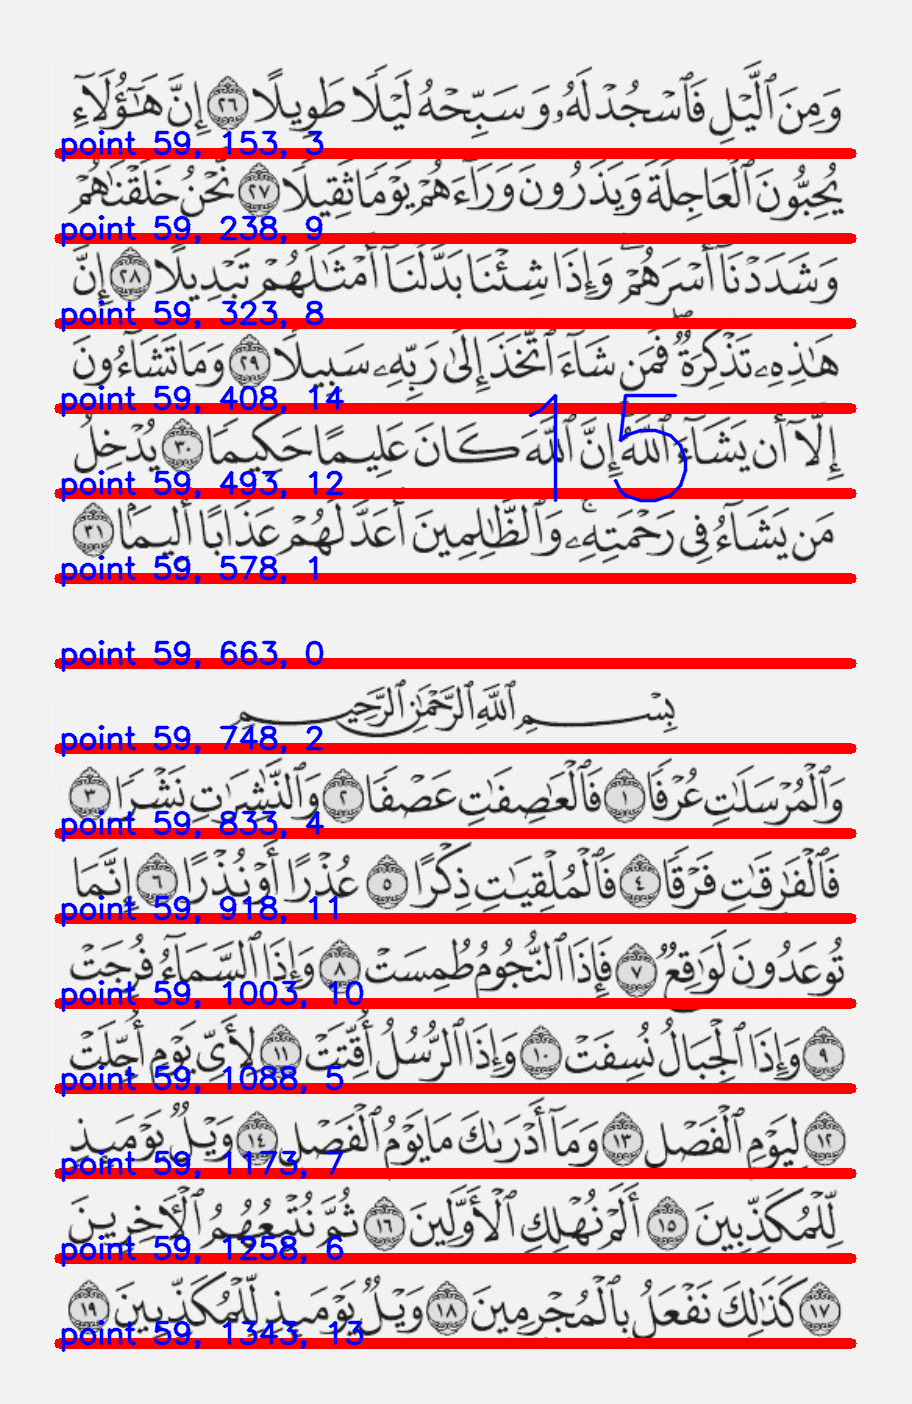 وَمِنَ ٱلَّيۡلِ فَٱسۡجُدۡ لَهُۥ وَسَبِّحۡهُ لَيۡلٗا طَوِيلًا ٢٦ إِنَّ هَٰٓؤُلَآءِ
point 59, 153, 3
يُحِبُّونَ ٱلۡعَاجِلَةَ وَيَذَرُونَ وَرَآءَهُمۡ يَوۡمٗا ثَقِيلٗا ٢٧ نَّحۡنُ خَلَقۡنَٰهُمۡ
point 59, 238, 9
وَشَدَدۡنَآ أَسۡرَهُمۡۖ وَإِذَا شِئۡنَا بَدَّلۡنَآ أَمۡثَٰلَهُمۡ تَبۡدِيلًا ٢٨ إِنَّ
point 59, 323, 8
هَٰذِهِۦ تَذۡكِرَةٞۖ فَمَن شَآءَ ٱتَّخَذَ إِلَىٰ رَبِّهِۦ سَبِيلٗا ٢٩ وَمَا تَشَآءُونَ
point 59, 408, 14
15
إِلَّآ أَن يَشَآءَ ٱللَّهُۚ إِنَّ ٱللَّهَ كَانَ عَلِيمًا حَكِيمٗا ٣٠ يُدۡخِلُ
point 59, 493, 12
مَن يَشَآءُ فِي رَحۡمَتِهِۦۚ وَٱلظَّٰلِمِينَ أَعَدَّ لَهُمۡ عَذَابًا أَلِيمَۢا ٣١
point 59, 578, 1
point 59, 663, 0
بِسۡمِ ٱللَّهِ ٱلرَّحۡمَٰنِ ٱلرَّحِيمِ
point 59, 748, 2
وَٱلۡمُرۡسَلَٰتِ عُرۡفٗا ١ فَٱلۡعَٰصِفَٰتِ عَصۡفٗا ٢ وَٱلنَّٰشِرَٰتِ نَشۡرٗا ٣
point 59, 833, 4
فَٱلۡفَٰرِقَٰتِ فَرۡقٗا ٤ فَٱلۡمُلۡقِيَٰتِ ذِكۡرًا ٥ عُذۡرًا أَوۡ نُذۡرًا ٦ إِنَّمَا
point 59, 918, 11
تُوعَدُونَ لَوَٰقِعٞ ٧ فَإِذَا ٱلنُّجُومُ طُمِسَتۡ ٨ وَإِذَا ٱلسَّمَآءُ فُرِجَتۡ
point 59, 1003, 10
٩ وَإِذَا ٱلۡجِبَالُ نُسِفَتۡ ١٠ وَإِذَا ٱلرُّسُلُ أُقِّتَتۡ ١١ لِأَيِّ يَوۡمٍ أُجِّلَتۡ
point 59, 1088, 5
١٢ لِيَوۡمِ ٱلۡفَصۡلِ ١٣ وَمَآ أَدۡرَىٰكَ مَا يَوۡمُ ٱلۡفَصۡلِ ١٤ وَيۡلٞ يَوۡمَئِذٖ
point 59, 1173, 7
لِّلۡمُكَذِّبِينَ ١٥ أَلَمۡ نُهۡلِكِ ٱلۡأَوَّلِينَ ١٦ ثُمَّ نُتۡبِعُهُمُ ٱلۡأٓخِرِينَ
point 59, 1258, 6
١٧ كَذَٰلِكَ نَفۡعَلُ بِٱلۡمُجۡرِمِينَ ١٨ وَيۡلٞ يَوۡمَئِذٖ لِّلۡمُكَذِّبِينَ ١٩
point 59, 1343, 13